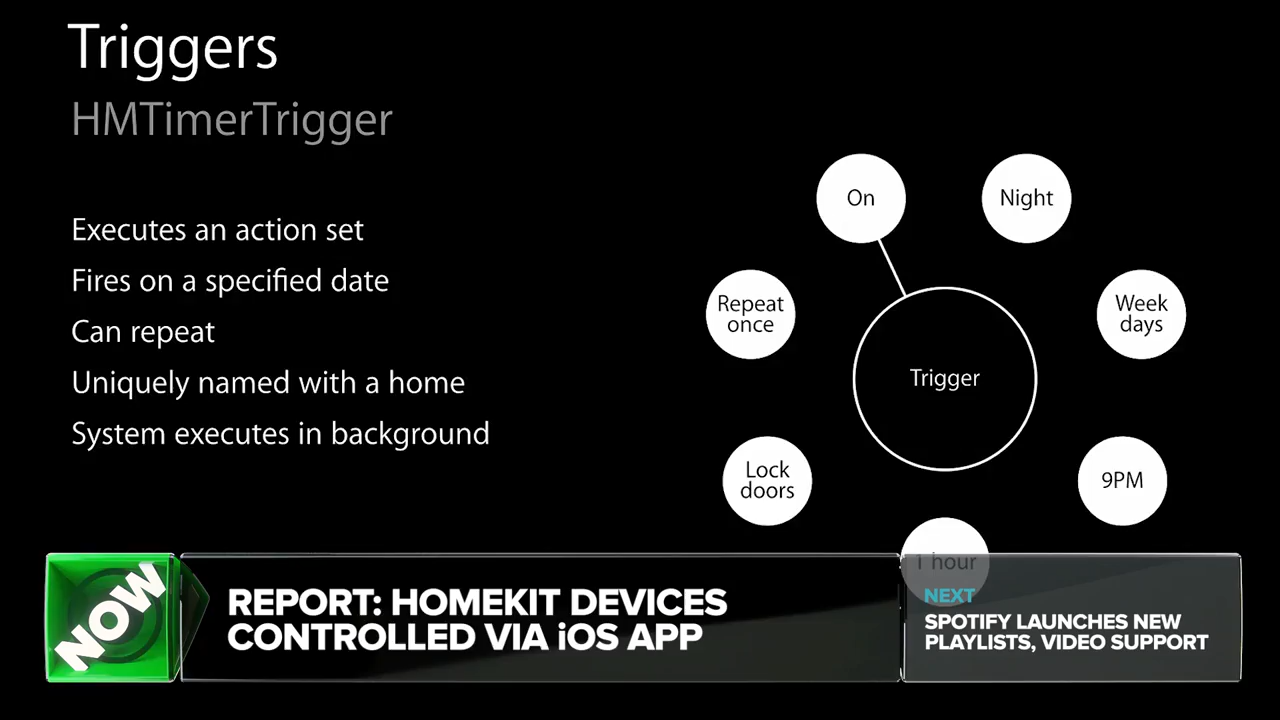 Triggers
HMTimerTrigger
Executes an action set
Fires on a specified date
Can repeat
Uniquely named with a home
System executes in background
On
Night
Repeat
once
Week
days
Trigger
Lock
doors
9PM
1 hour
NOW
REPORT: HOMEKIT DEVICES
CONTROLLED VIA iOS APP
NEXT
SPOTIFY LAUNCHES NEW
PLAYLISTS, VIDEO SUPPORT